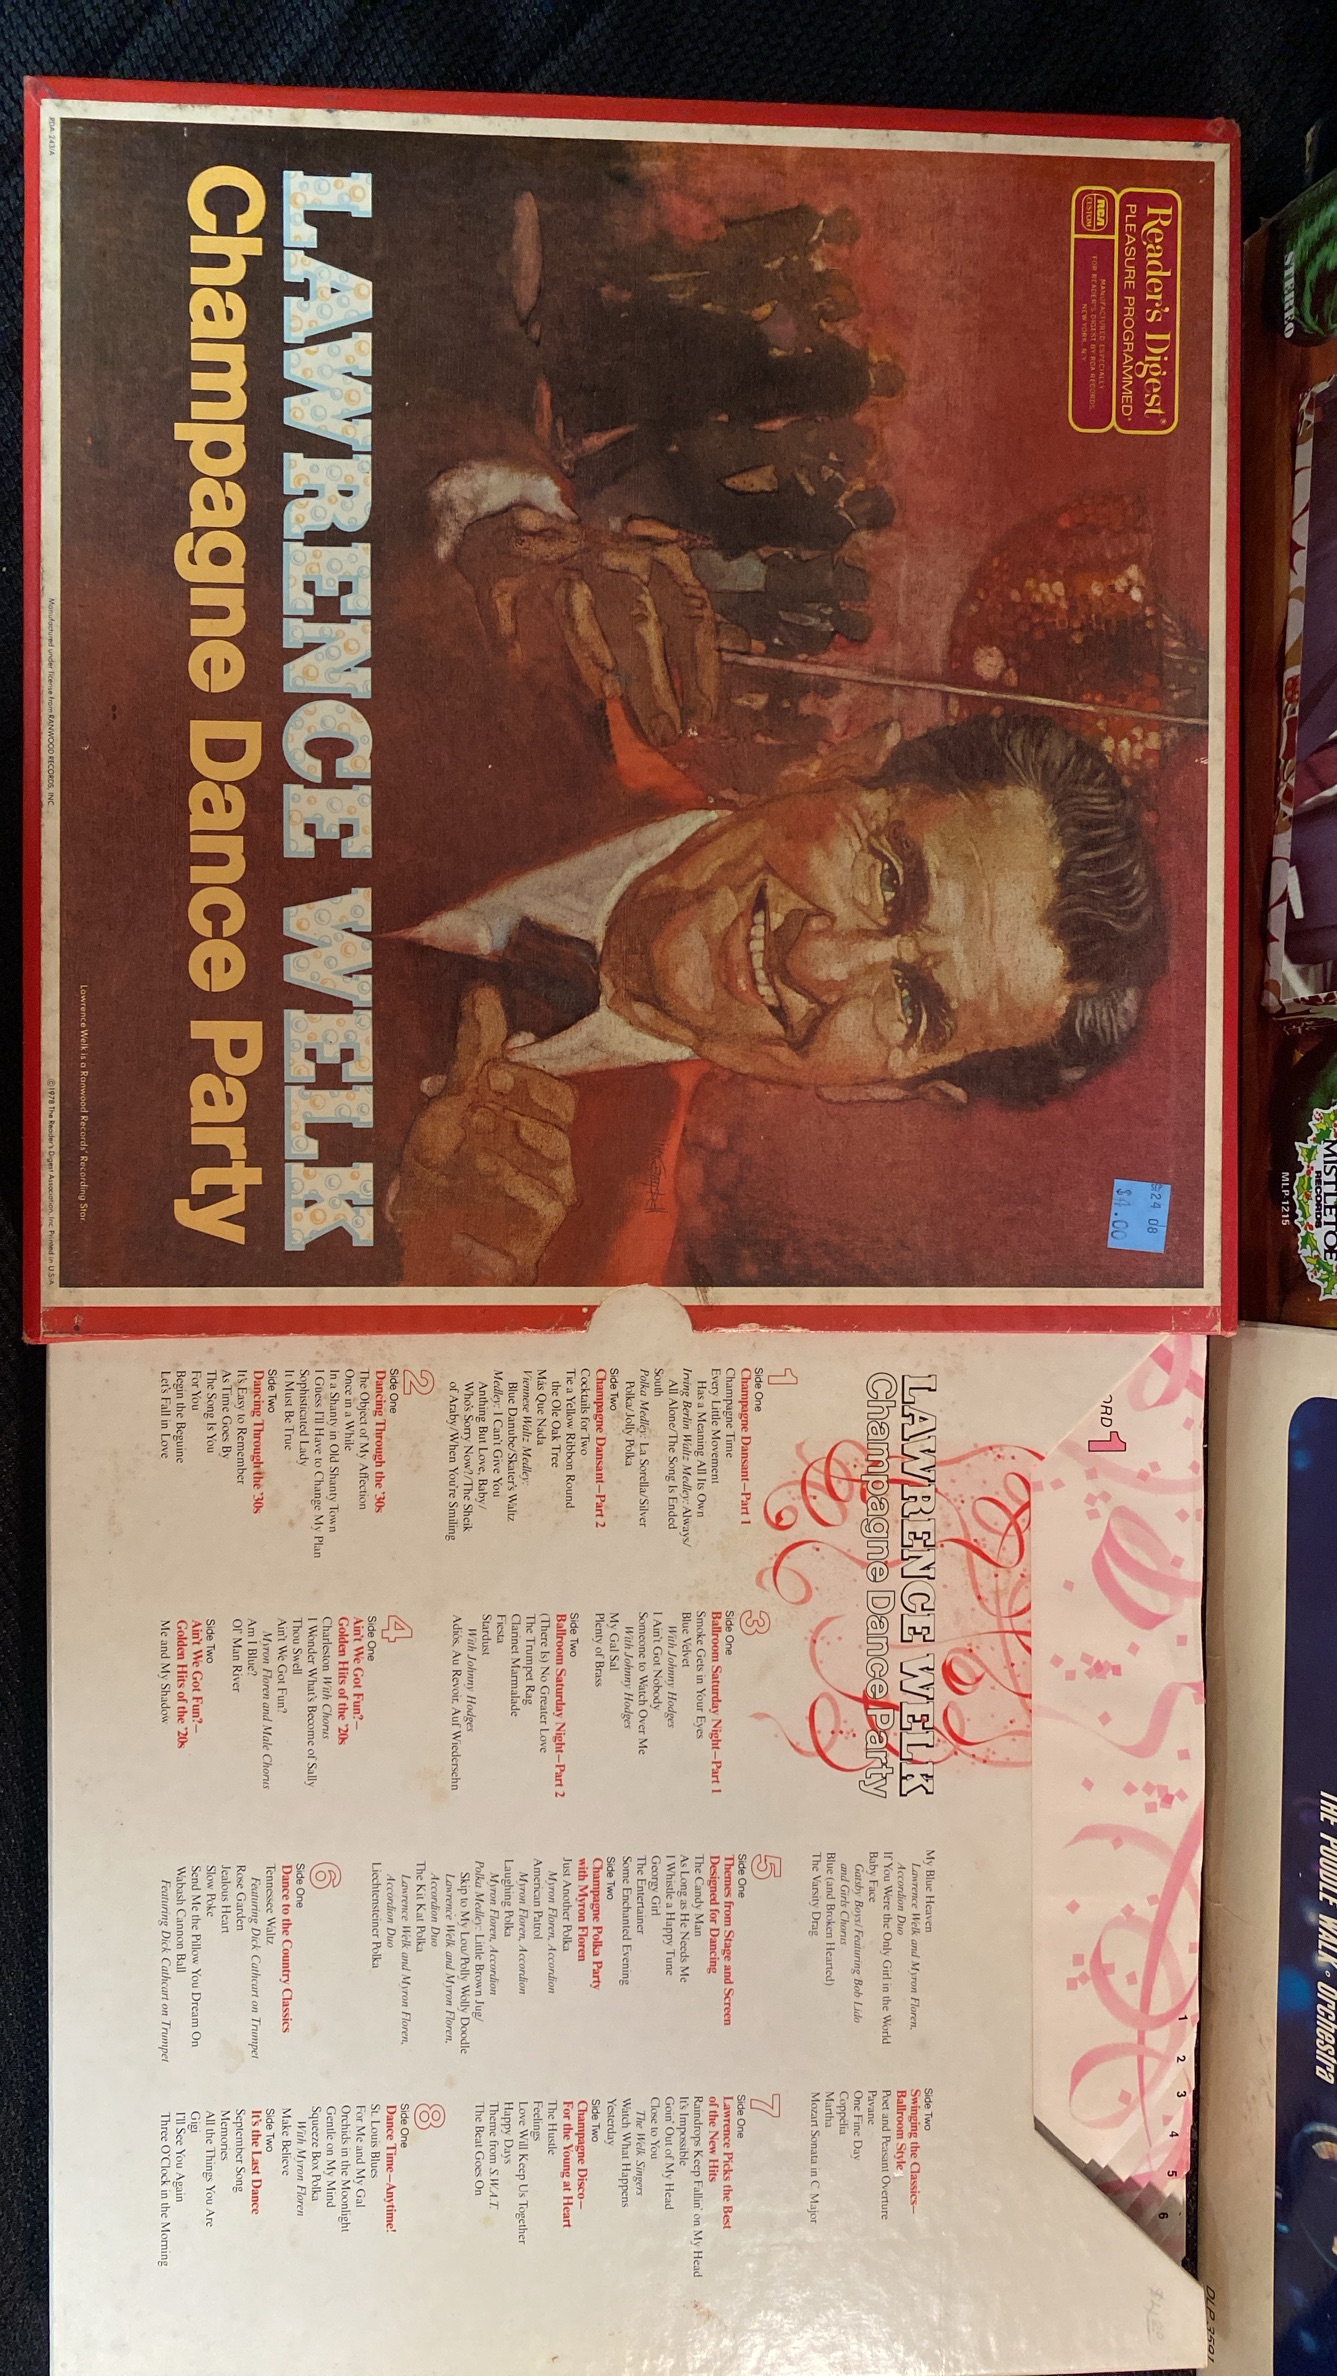 Reader's Digest®
PLEASURE PROGRAMMED®
RCA
CUSTOM
MANUFACTURED ESPECIALLY
FOR READER'S DIGEST BY RCA RECORDS,
NEW YORK, N.Y.
24 08
$4.00
LAWRENCE WELK
Champagne Dance Party
Lawrence Welk is a Ranwood Records' Recording Star.
RDA-243/A
Manufactured under license from RANWOOD RECORDS, INC.
©1978 The Reader's Digest Association, Inc. Printed in U.S.A.
ORD 1
1
2
3
4
5
6
LAWRENCE WELK
Champagne Dance Party
1
Side One
Champagne Dansant—Part 1
Champagne Time
Every Little Movement
Has a Meaning All Its Own
Irving Berlin Waltz Medley: Always/
All Alone/The Song Is Ended
South
Polka Medley: La Sorella/Silver
Polka/Jolly Polka
Side Two
Champagne Dansant—Part 2
Cocktails for Two
Tie a Yellow Ribbon Round
the Ole Oak Tree
Mas Que Nada
Viennese Waltz Medley:
Blue Danube/Skater's Waltz
Medley: I Can't Give You
Anything But Love, Baby/
Who's Sorry Now?/The Sheik
of Araby/When You're Smiling
2
Side One
Dancing Through the '30s
The Object of My Affection
Once in a While
In a Shanty in Old Shanty Town
I Guess I'll Have to Change My Plan
Sophisticated Lady
It Must Be True
Side Two
Dancing Through the '30s
It's Easy to Remember
As Time Goes By
The Song Is You
For You
Begin the Beguine
Let's Fall in Love
3
Side One
Ballroom Saturday Night—Part 1
Smoke Gets in Your Eyes
Blue Velvet
With Johnny Hodges
I Ain't Got Nobody
Someone to Watch Over Me
With Johnny Hodges
My Gal Sal
Plenty of Brass
Side Two
Ballroom Saturday Night—Part 2
(There Is) No Greater Love
The Trumpet Rag
Clarinet Marmalade
Fiesta
Stardust
With Johnny Hodges
Adios, Au Revoir, Auf Wiedersehn
4
Side One
Ain't We Got Fun?—
Golden Hits of the '20s
Charleston With Chorus
I Wonder What's Become of Sally
Thou Swell
Ain't We Got Fun?
Myron Floren and Male Chorus
Am I Blue?
Ol' Man River
Side Two
Ain't We Got Fun?—
Golden Hits of the '20s
Me and My Shadow
My Blue Heaven
Lawrence Welk and Myron Floren,
Accordion Duo
If You Were the Only Girl in the World
Baby Face
Gatsby Boys/Featuring Bob Lido
and Girls Chorus
Blue (and Broken Hearted)
The Varsity Drag
5
Side One
Themes from Stage and Screen
Designed for Dancing
The Candy Man
As Long as He Needs Me
I Whistle a Happy Tune
Georgy Girl
The Entertainer
Some Enchanted Evening
Side Two
Champagne Polka Party
with Myron Floren
Just Another Polka
Myron Floren, Accordion
American Patrol
Myron Floren, Accordion
Laughing Polka
Myron Floren, Accordion
Polka Medley: Little Brown Jug/
Skip to My Lou/Polly Wolly Doodle
Lawrence Welk and Myron Floren,
Accordion Duo
The Kit Kat Polka
Lawrence Welk and Myron Floren,
Accordion Duo
Liechtensteiner Polka
6
Side One
Dance to the Country Classics
Tennessee Waltz
Featuring Dick Cathcart on Trumpet
Rose Garden
Jealous Heart
Slow Poke
Send Me the Pillow You Dream On
Wabash Cannon Ball
Featuring Dick Cathcart on Trumpet
Side Two
Swinging the Classics—
Ballroom Style
Poet and Peasant Overture
Pavane
One Fine Day
Coppelia
Martha
Mozart Sonata in C Major
7
Side One
Lawrence Picks the Best
of the New Hits
Raindrops Keep Fallin' on My Head
It's Impossible
Goin' Out of My Head
Close to You
The Welk Singers
Watch What Happens
Yesterday
Side Two
Champagne Disco—
For the Young at Heart
The Hustle
Feelings
Love Will Keep Us Together
Happy Days
Theme from S.W.A.T.
The Beat Goes On
8
Side One
Dance Time—Anytime!
St. Louis Blues
For Me and My Gal
Orchids in the Moonlight
Gentle on My Mind
Squeeze Box Polka
With Myron Floren
Make Believe
Side Two
It's the Last Dance
September Song
Memories
All the Things You Are
Gigi
I'll See You Again
Three O'Clock in the Morning
STEREO
MISTLETOE
RECORDS
MLP-1215
THE POODLE WALK • Orchestra
DLP-3501